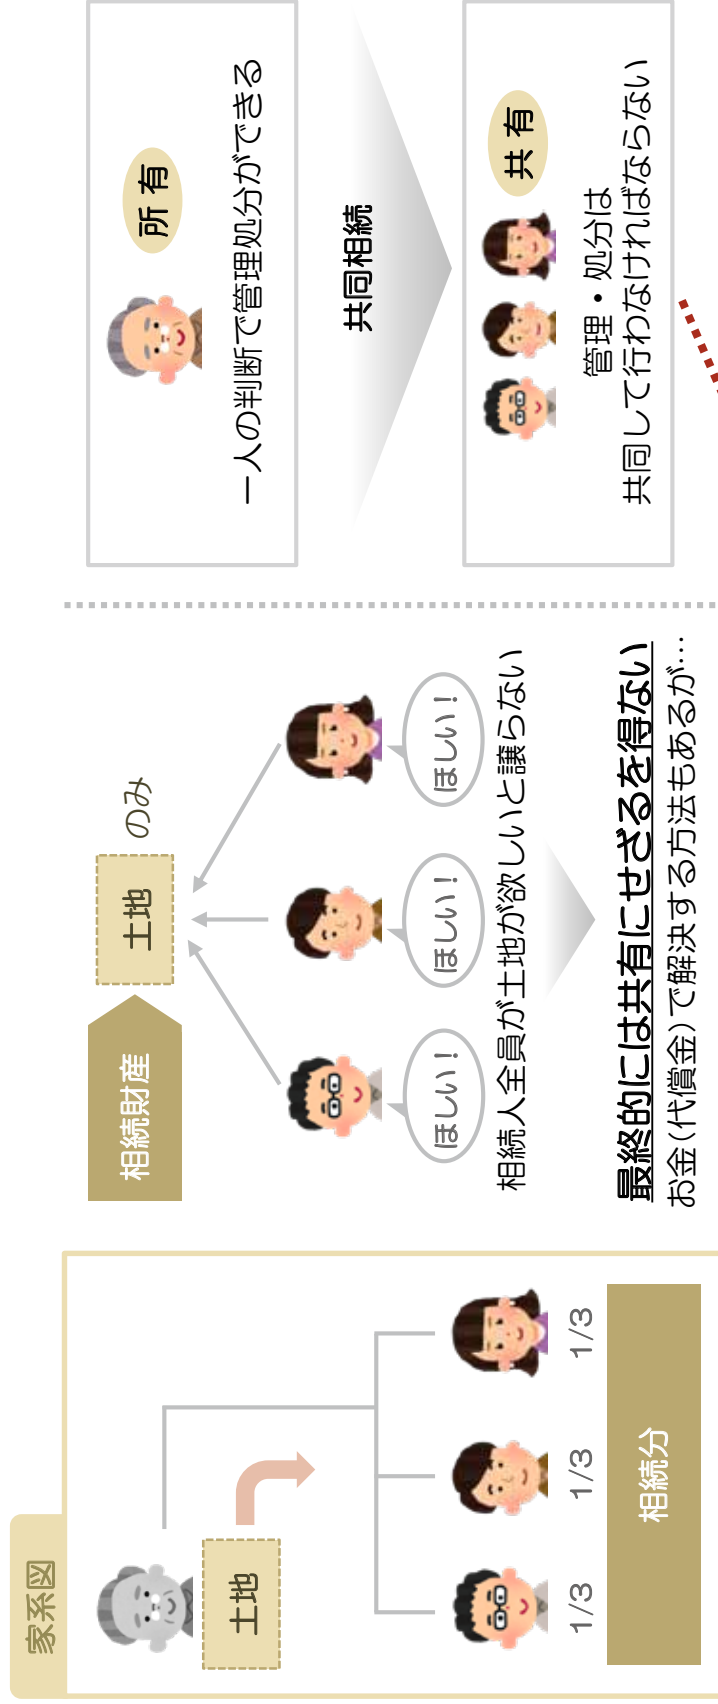 家系図
土地
1/3
1/3
1/3
相続分
相続財産
土地
のみ
ほしい！
ほしい！
ほしい！
相続人全員が土地が欲しいと譲らない
最終的には共有にせざるを得ない
お金（代償金）で解決する方法もあるが…
所有
一人の判断で管理処分ができる
共同相続
共有
管理・処分は
共同して行わなければならない